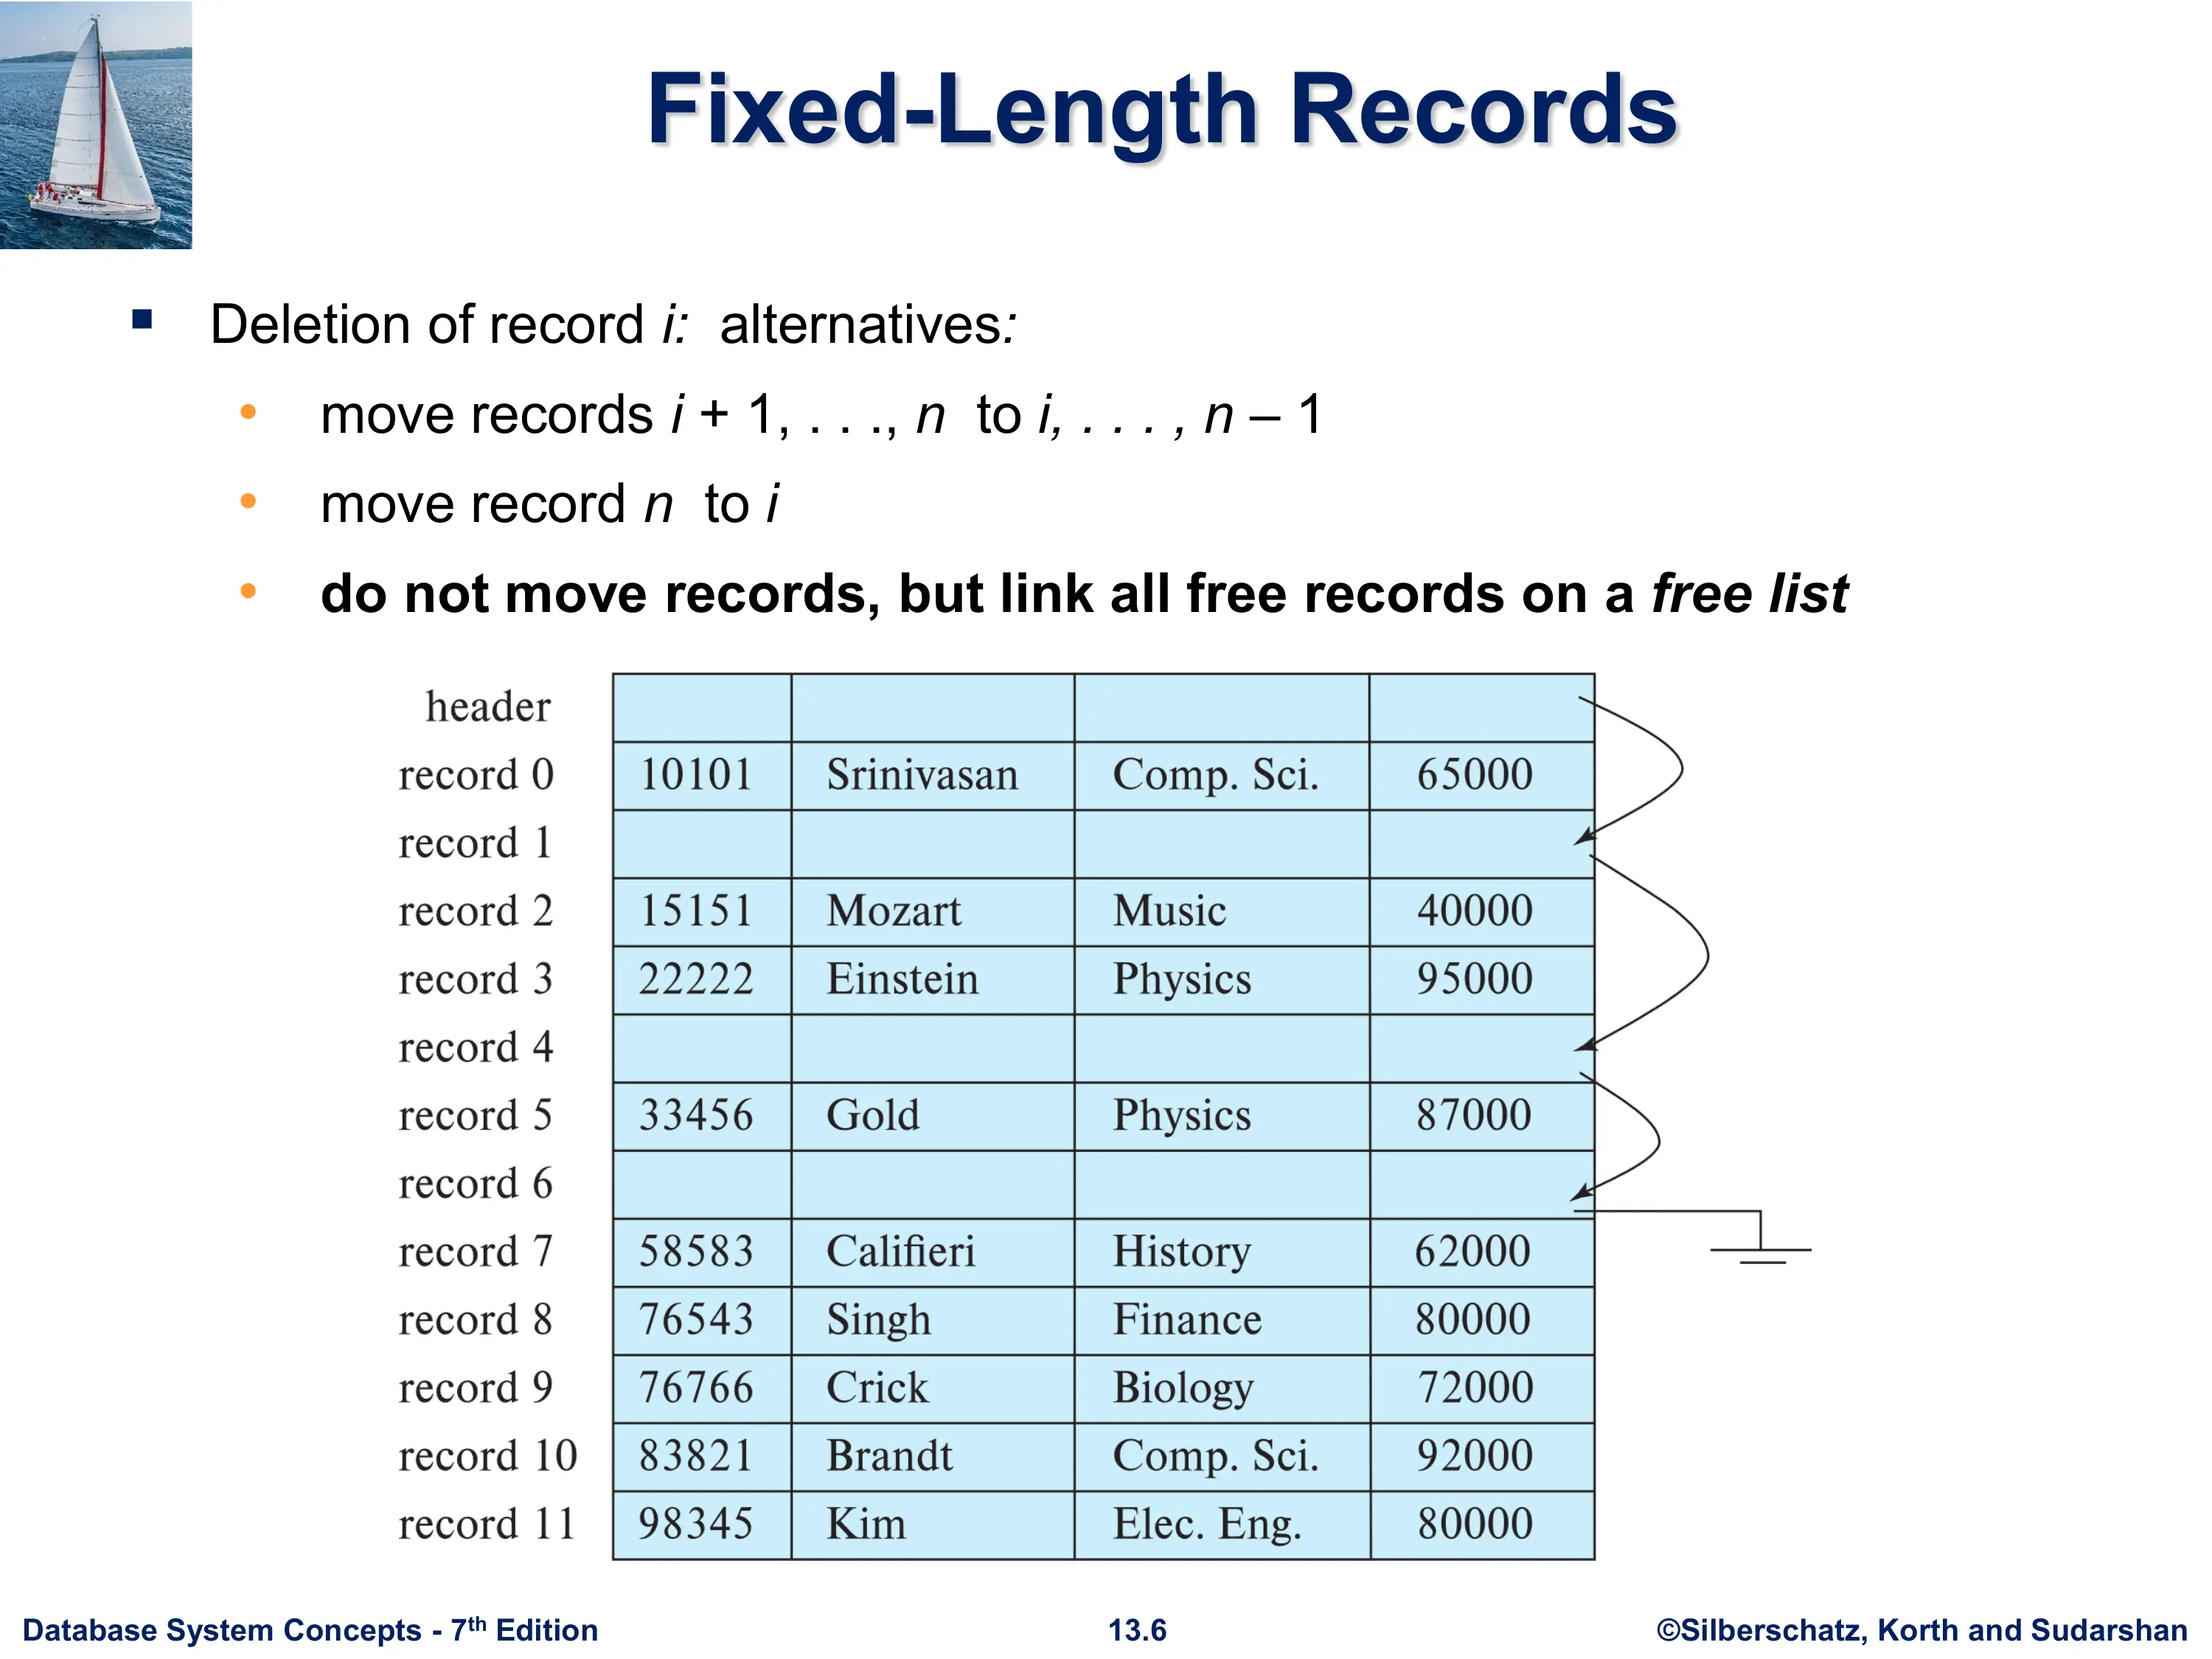 Fixed-Length Records
▪ Deletion of record i: alternatives:
• move records i + 1, . . ., n to i, . . . , n – 1
• move record n to i
• do not move records, but link all free records on a free list
header
record 0 10101 Srinivasan Comp. Sci. 65000
record 1
record 2 15151 Mozart Music 40000
record 3 22222 Einstein Physics 95000
record 4
record 5 33456 Gold Physics 87000
record 6
record 7 58583 Califieri History 62000
record 8 76543 Singh Finance 80000
record 9 76766 Crick Biology 72000
record 10 83821 Brandt Comp. Sci. 92000
record 11 98345 Kim Elec. Eng. 80000
Database System Concepts - 7th Edition 13.6 ©Silberschatz, Korth and Sudarshan